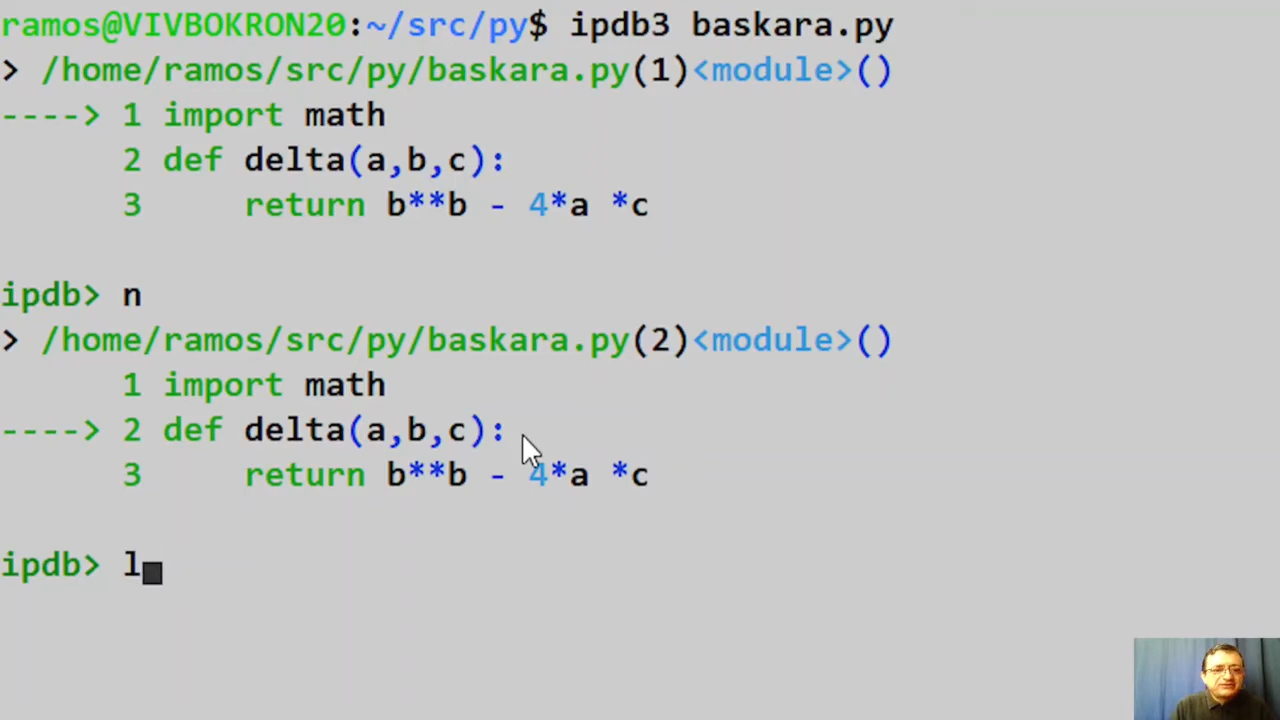 ramos@VIVBOKRON20:~/src/py$ ipdb3 baskara.py
> /home/ramos/src/py/baskara.py(1)<module>()
----> 1 import math
      2 def delta(a,b,c):
      3     return b**b - 4*a *c

ipdb> n
> /home/ramos/src/py/baskara.py(2)<module>()
      1 import math
----> 2 def delta(a,b,c):
      3     return b**b - 4*a *c

ipdb> l